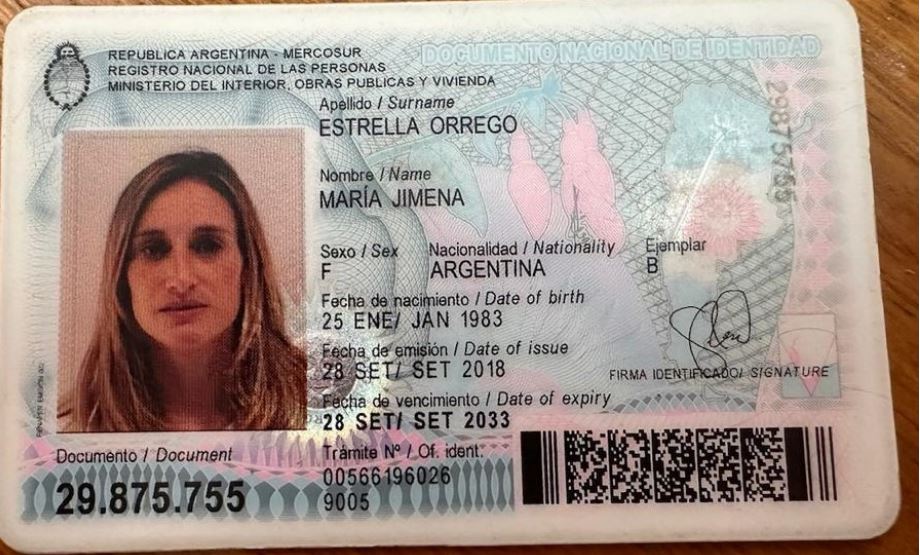 REPUBLICA ARGENTINA - MERCOSUR
REGISTRO NACIONAL DE LAS PERSONAS
MINISTERIO DEL INTERIOR, OBRAS PUBLICAS Y VIVIENDA
DOCUMENTO NACIONAL DE IDENTIDAD
Apellido / Surname
ESTRELLA ORREGO
Nombre / Name
MARÍA JIMENA
Sexo / Sex Nacionalidad / Nationality Ejemplar
F ARGENTINA B
Fecha de nacimiento / Date of birth
25 ENE/ JAN 1983
Fecha de emisión / Date of issue
28 SET/ SET 2018
FIRMA IDENTIFICADO/ SIGNATURE
Fecha de vencimiento / Date of expiry
28 SET/ SET 2033
Documento / Document
29.875.755
Trámite Nº / Of. ident.
00566196026
9005
29875755